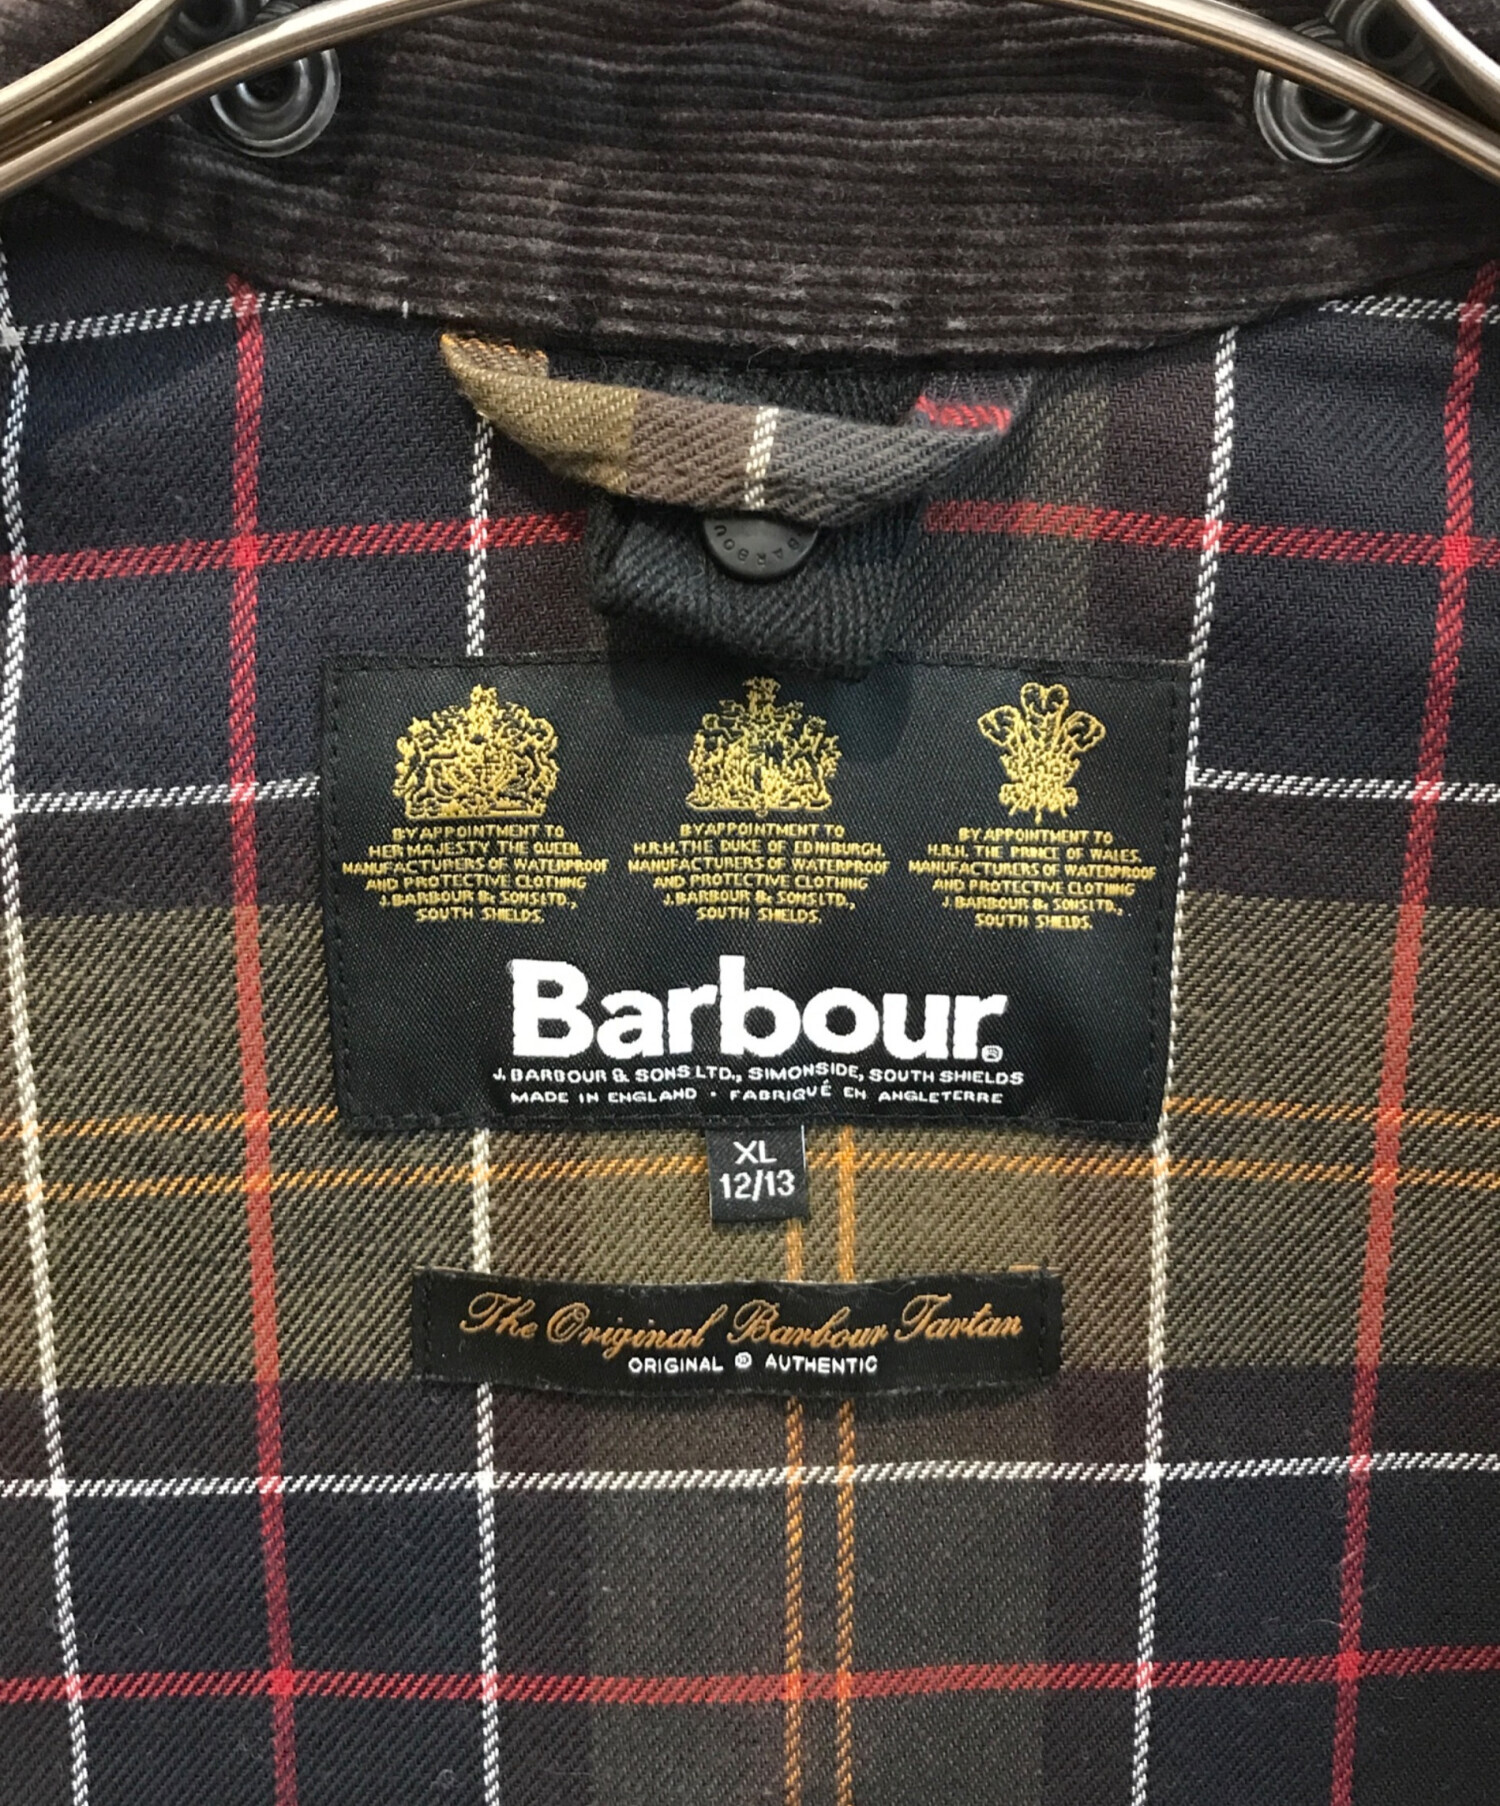 BARBOUR
BY APPOINTMENT TO
HER MAJESTY THE QUEEN.
MANUFACTURERS OF WATERPROOF
AND PROTECTIVE CLOTHING
J. BARBOUR & SONS LTD.,
SOUTH SHIELDS.
BY APPOINTMENT TO
H.R.H. THE DUKE OF EDINBURGH.
MANUFACTURERS OF WATERPROOF
AND PROTECTIVE CLOTHING
J. BARBOUR & SONS LTD.,
SOUTH SHIELDS.
BY APPOINTMENT TO
H.R.H. THE PRINCE OF WALES.
MANUFACTURERS OF WATERPROOF
AND PROTECTIVE CLOTHING
J. BARBOUR & SONS LTD.,
SOUTH SHIELDS.
Barbour®
J. BARBOUR & SONS LTD., SIMONSIDE, SOUTH SHIELDS
MADE IN ENGLAND • FABRIQUÉ EN ANGLETERRE
XL
12/13
The Original Barbour Tartan
ORIGINAL ® AUTHENTIC